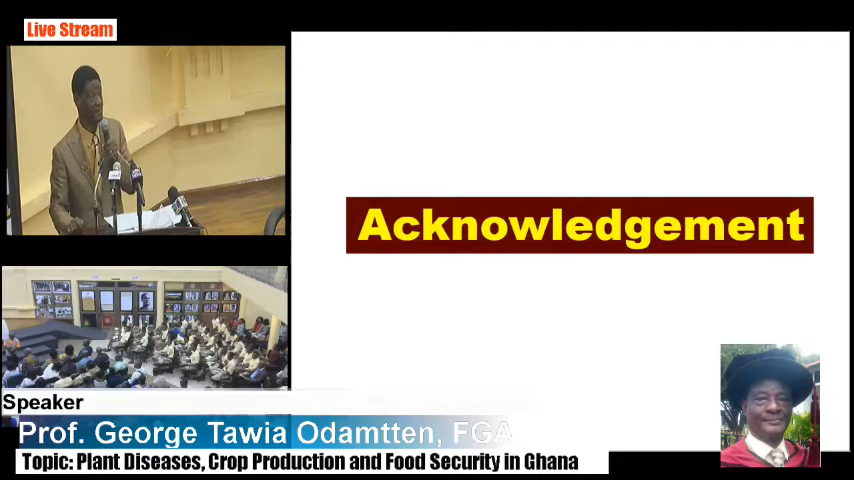 Live Stream
Acknowledgement
Speaker
Prof. George Tawia Odamtten, FGA
Topic: Plant Diseases, Crop Production and Food Security in Ghana